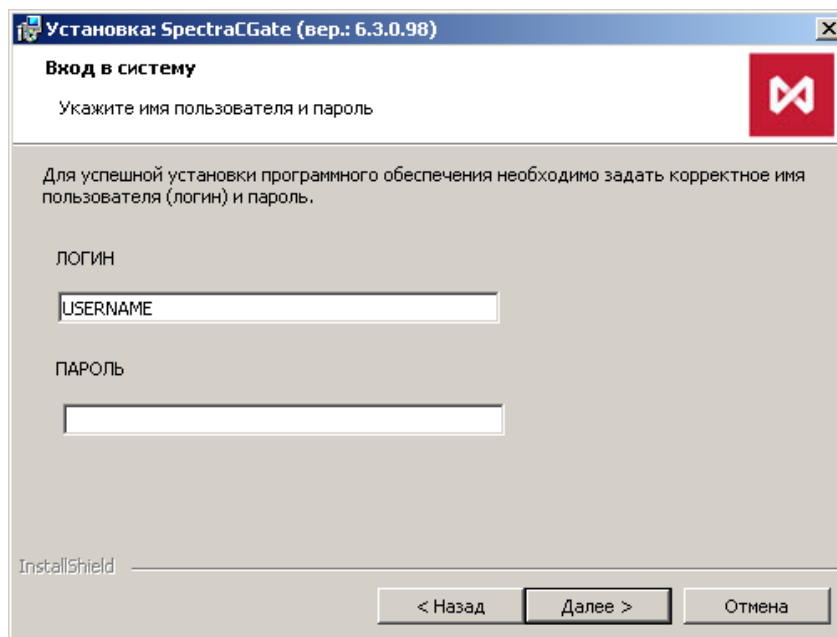 Установка: SpectraCGate (вер.: 6.3.0.98)
Вход в систему
Укажите имя пользователя и пароль
Для успешной установки программного обеспечения необходимо задать корректное имя
пользователя (логин) и пароль.
ЛОГИН
USERNAME
ПАРОЛЬ
InstallShield
< Назад
Далее >
Отмена